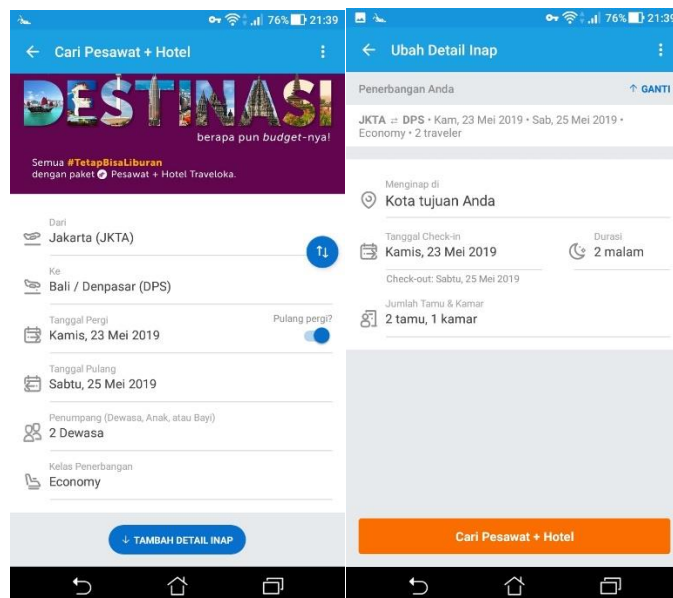 76% 21:39
Cari Pesawat + Hotel
DESTINASI
berapa pun budget-nya!
Semua #TetapBisaLiburan
dengan paket Pesawat + Hotel Traveloka.
Dari
Jakarta (JKTA)
Ke
Bali / Denpasar (DPS)
Tanggal Pergi
Pulang pergi?
Kamis, 23 Mei 2019
Tanggal Pulang
Sabtu, 25 Mei 2019
Penumpang (Dewasa, Anak, atau Bayi)
2 Dewasa
Kelas Penerbangan
Economy
↓ TAMBAH DETAIL INAP
76% 21:39
Ubah Detail Inap
Penerbangan Anda
↑ GANTI
JKTA ⇄ DPS • Kam, 23 Mei 2019 • Sab, 25 Mei 2019 •
Economy • 2 traveler
Menginap di
Kota tujuan Anda
Tanggal Check-in
Durasi
Kamis, 23 Mei 2019
2 malam
Check-out: Sabtu, 25 Mei 2019
Jumlah Tamu & Kamar
2 tamu, 1 kamar
Cari Pesawat + Hotel